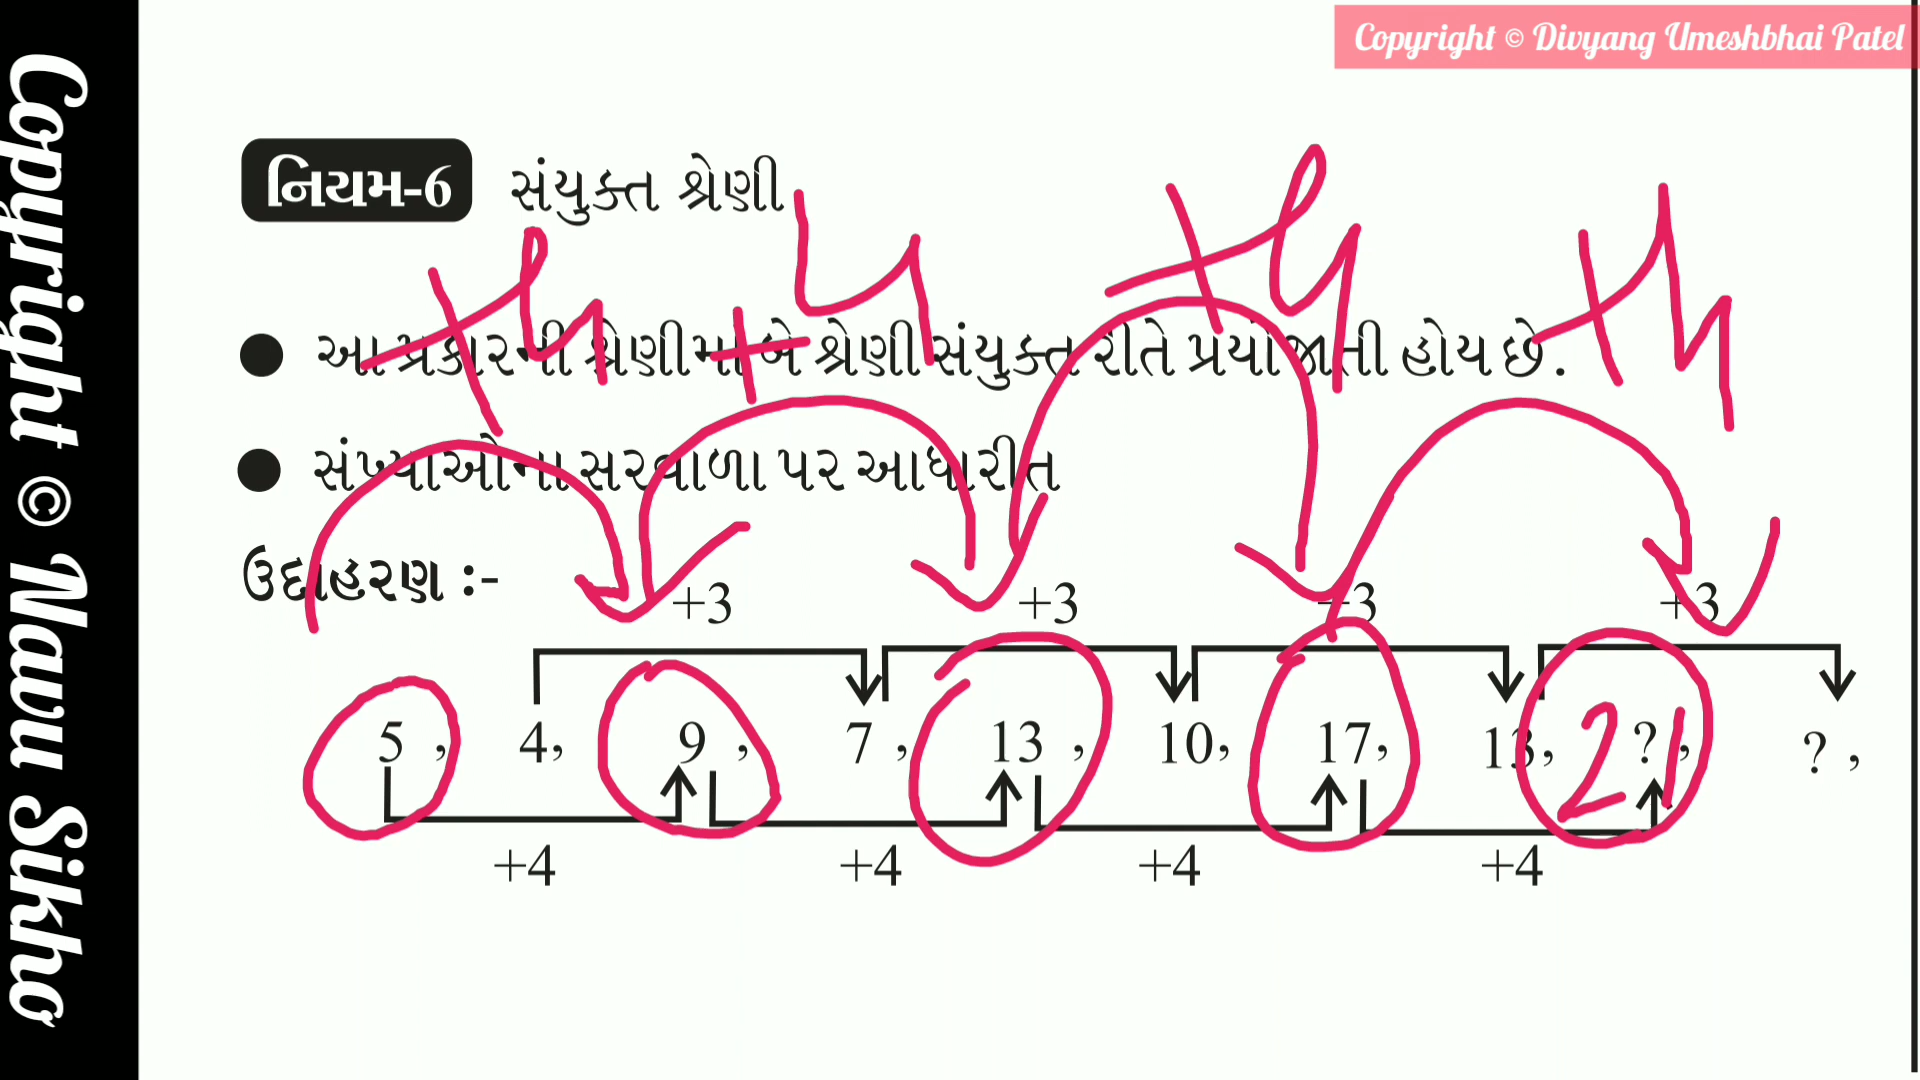 Copyright © Divyang Umeshbhai Patel
Copyright © Navu Sikho
નિયમ-6 સંયુક્ત શ્રેણી
+4 +4 +4 +4
આ પ્રકારની શ્રેણીમાં બે શ્રેણી સંયુક્ત રીતે પ્રયોજાતી હોય છે.
સંખ્યાઓના સરવાળા પર આધારીત
ઉદાહરણ :-
+3 +3 +3 +3
5 , 4, 9 , 7 , 13 , 10, 17, 13, ? , ? ,
21
+4 +4 +4 +4